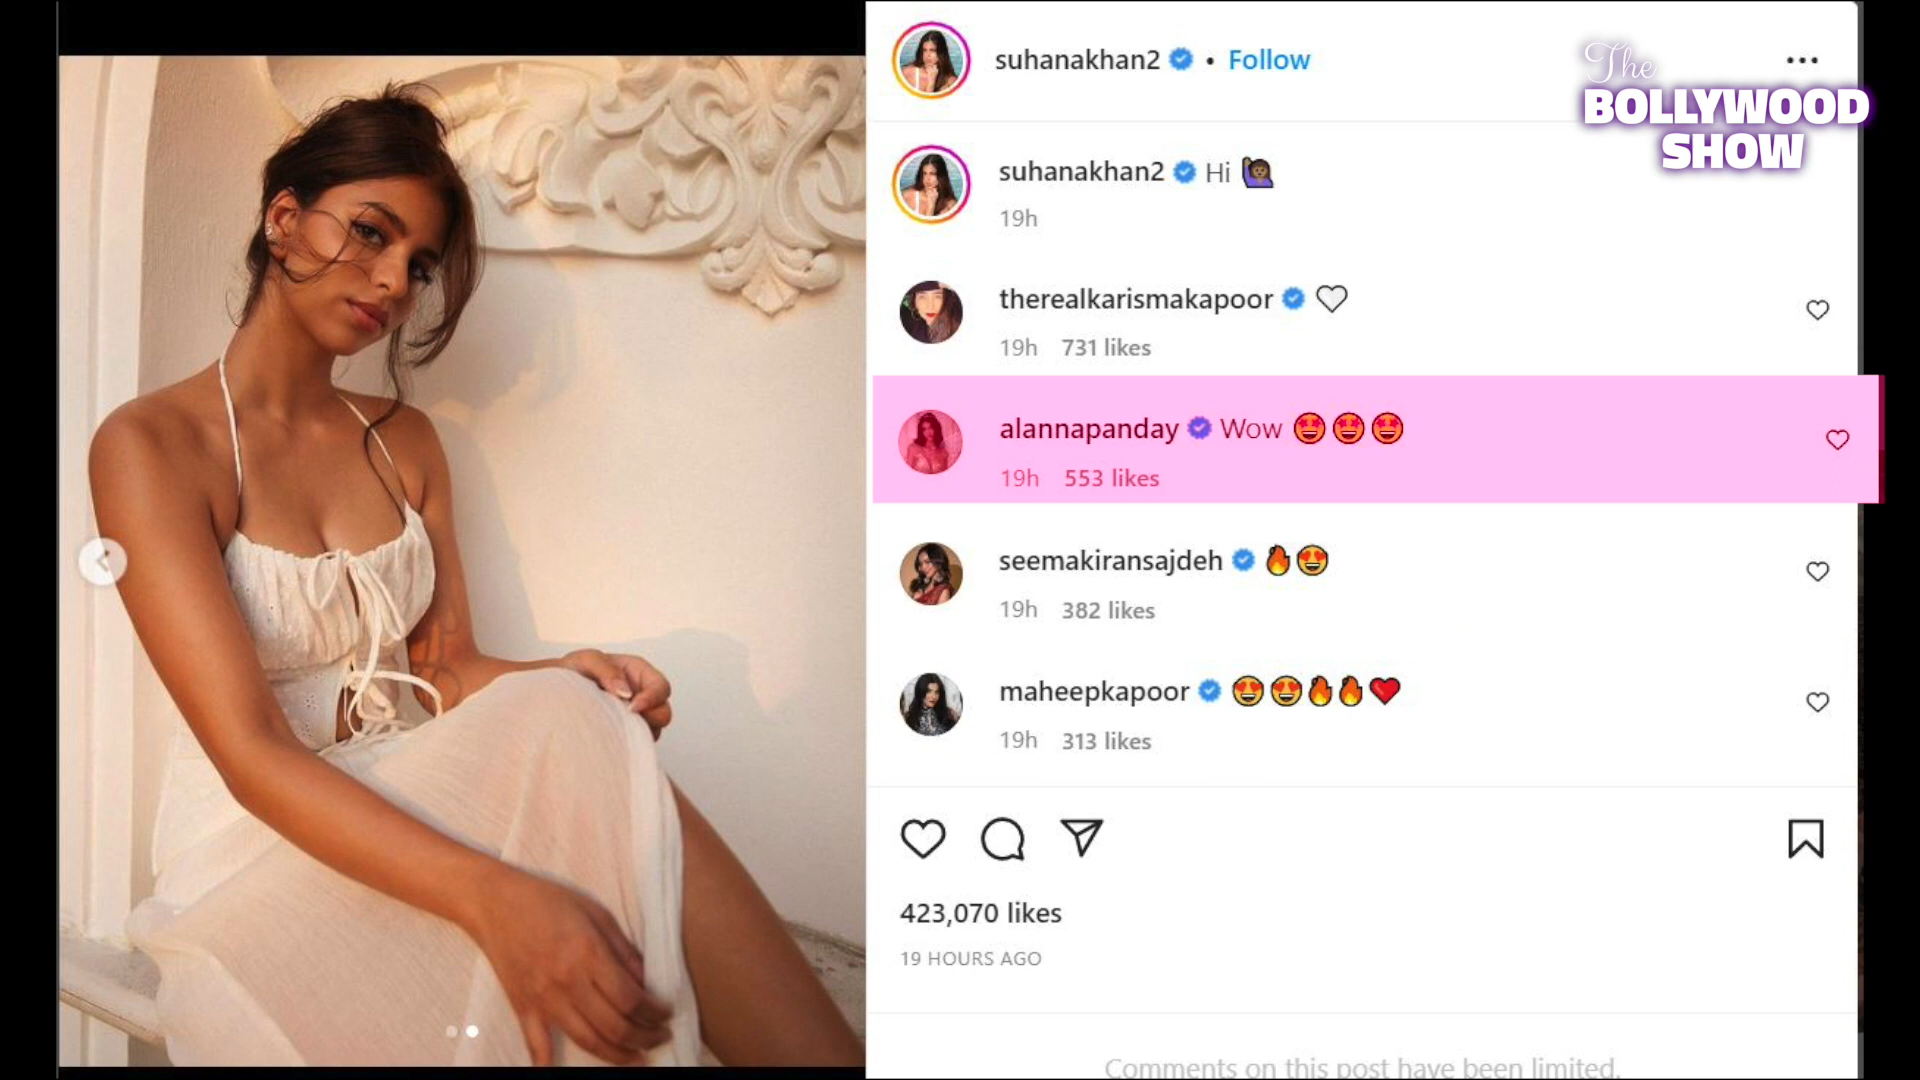 suhanakhan2 • Follow
The
BOLLYWOOD
SHOW
suhanakhan2 Hi 🙋🏾‍♀️
19h
therealkarismakapoor 🤍
19h 731 likes
alannapanday Wow 🤩🤩🤩
19h 553 likes
seemakiransajdeh 🔥😍
19h 382 likes
maheepkapoor 😍😍🔥🔥❤️
19h 313 likes
423,070 likes
19 HOURS AGO
Comments on this post have been limited.